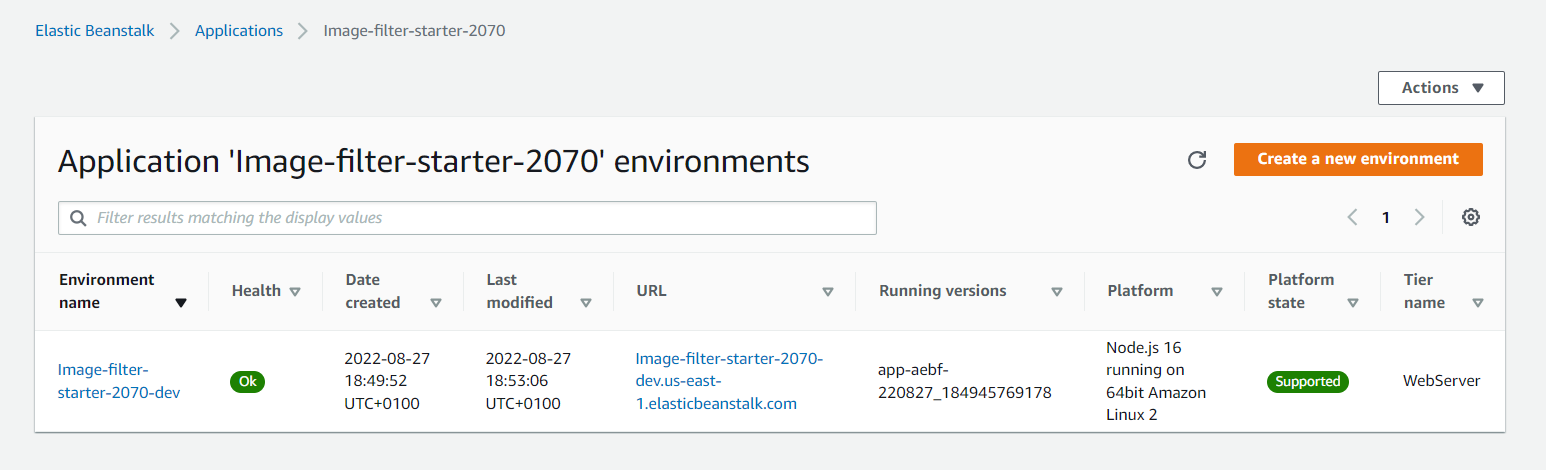 Elastic Beanstalk > Applications > Image-filter-starter-2070
Actions
Application 'Image-filter-starter-2070' environments
Create a new environment
Filter results matching the display values
1
Environment
name
Health
Date
created
Last
modified
URL
Running versions
Platform
Platform
state
Tier
name
Image-filter-
starter-2070-dev
Ok
2022-08-27
18:49:52
UTC+0100
2022-08-27
18:53:06
UTC+0100
Image-filter-starter-2070-
dev.us-east-
1.elasticbeanstalk.com
app-aebf-
220827_184945769178
Node.js 16
running on
64bit Amazon
Linux 2
Supported
WebServer